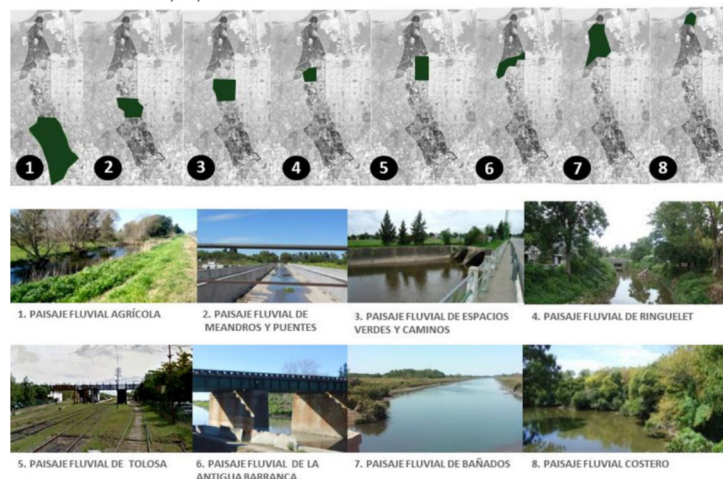 1
2
3
4
5
6
7
8
1. PAISAJE FLUVIAL AGRÍCOLA
2. PAISAJE FLUVIAL DE
MEANDROS Y PUENTES
3. PAISAJE FLUVIAL DE ESPACIOS
VERDES Y CAMINOS
4. PAISAJE FLUVIAL DE RINGUELET
5. PAISAJE FLUVIAL DE TOLOSA
6. PAISAJE FLUVIAL DE LA
ANTIGUA BARRANCA
7. PAISAJE FLUVIAL DE BAÑADOS
8. PAISAJE FLUVIAL COSTERO